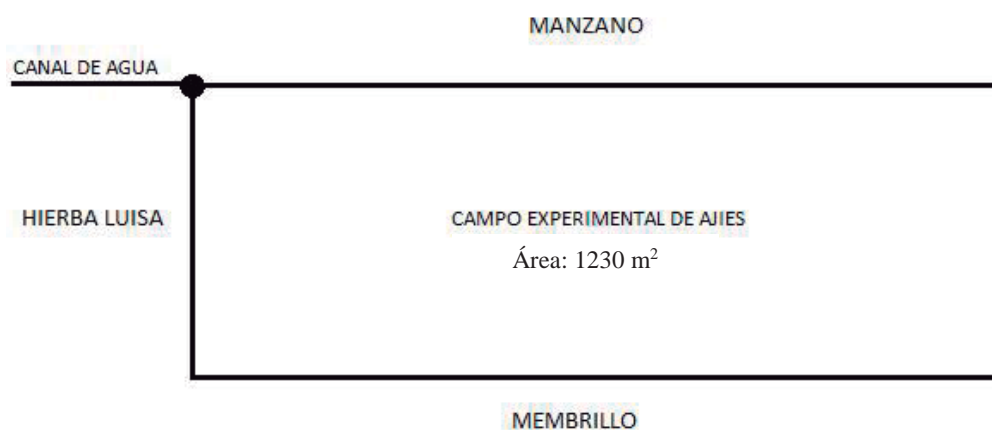 MANZANO
CANAL DE AGUA
HIERBA LUISA
CAMPO EXPERIMENTAL DE AJIES
Área: 1230 m²
MEMBRILLO